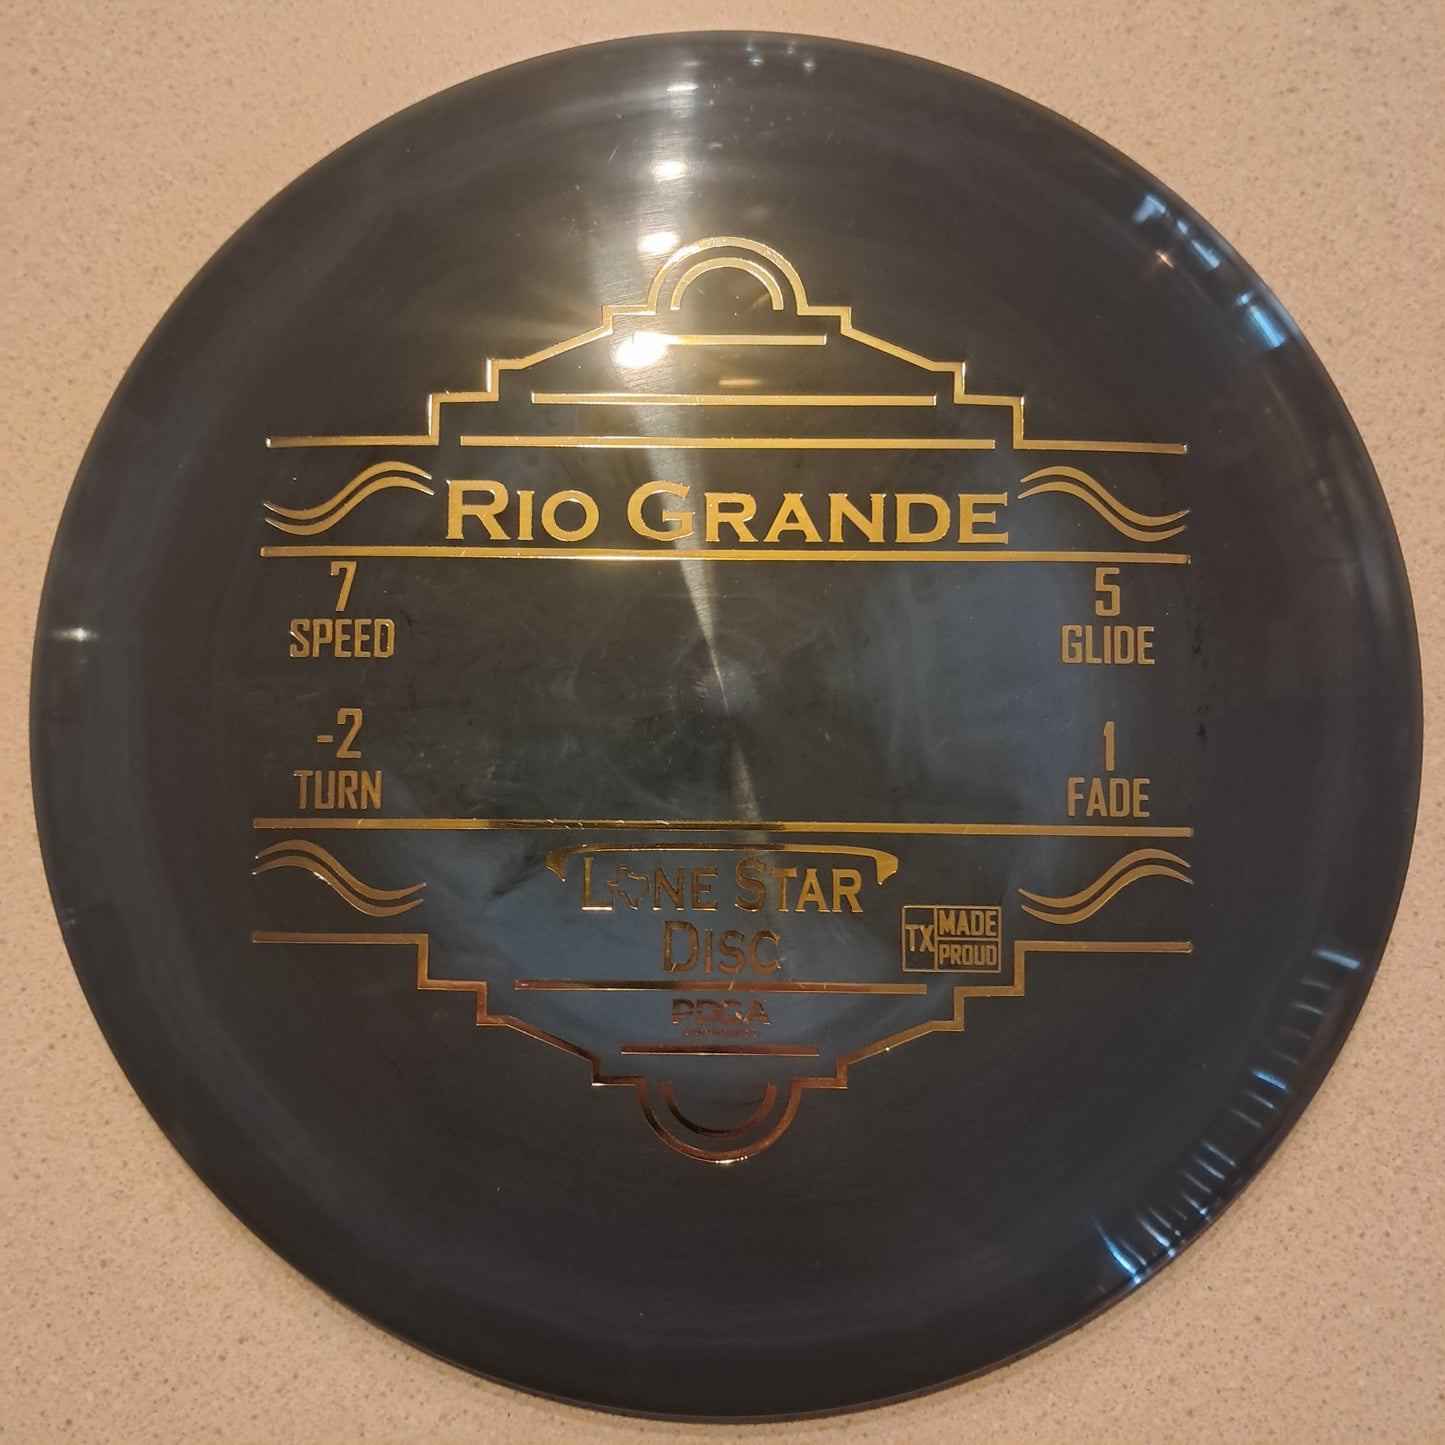 RIO GRANDE
7
SPEED
5
GLIDE
-2
TURN
1
FADE
LONE STAR
DISC
TX MADE
PROUD
PDGA